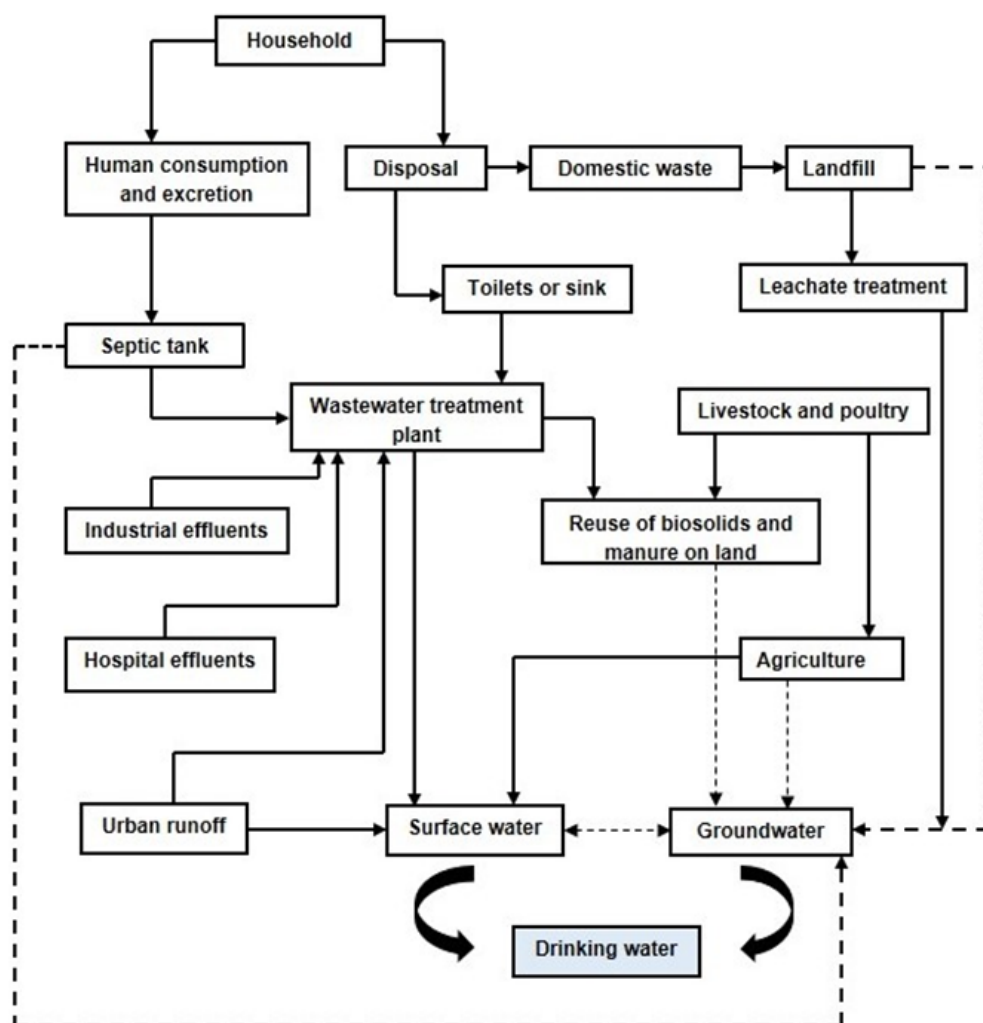 Household
Human consumption
and excretion
Disposal
Domestic waste
Landfill
Toilets or sink
Leachate treatment
Septic tank
Wastewater treatment
plant
Livestock and poultry
Industrial effluents
Reuse of biosolids and
manure on land
Hospital effluents
Agriculture
Urban runoff
Surface water
Groundwater
Drinking water